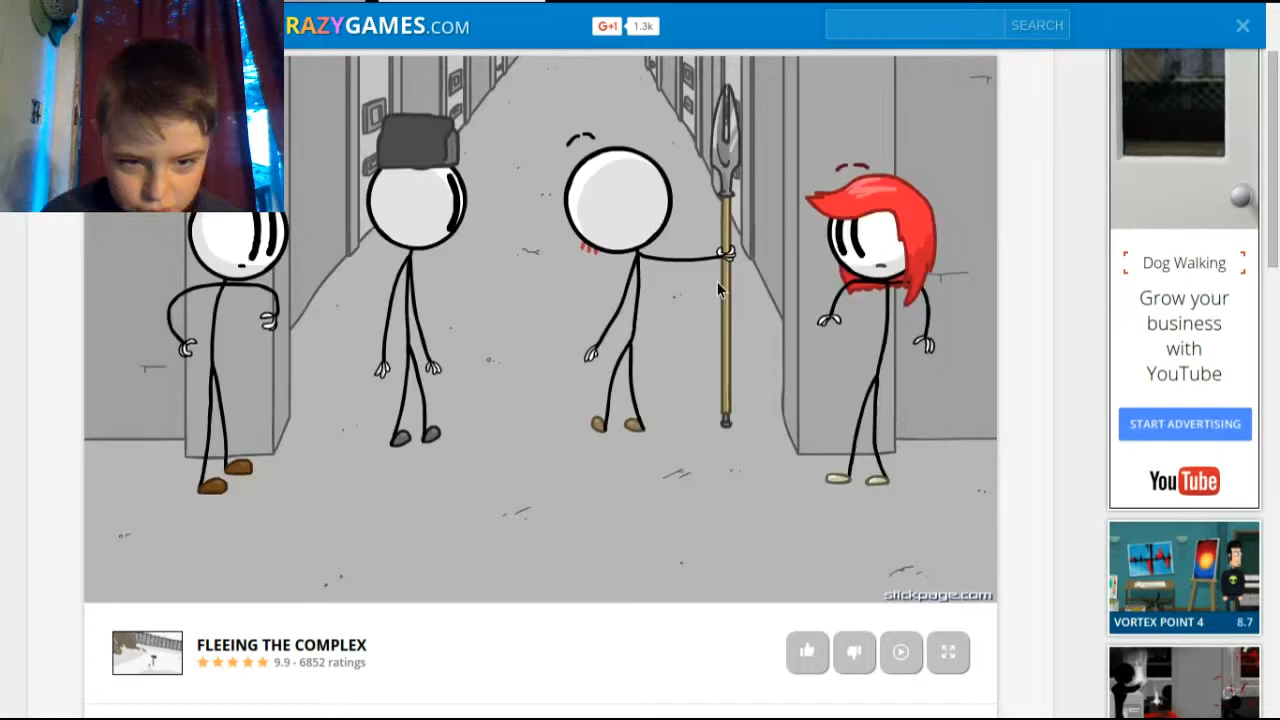 RAZYGAMES.COM
G+1 1.3k
SEARCH
Dog Walking
Grow your
business
with
YouTube
START ADVERTISING
YouTube
stickpage.com
VORTEX POINT 4 8.7
FLEEING THE COMPLEX
9.9 - 6852 ratings